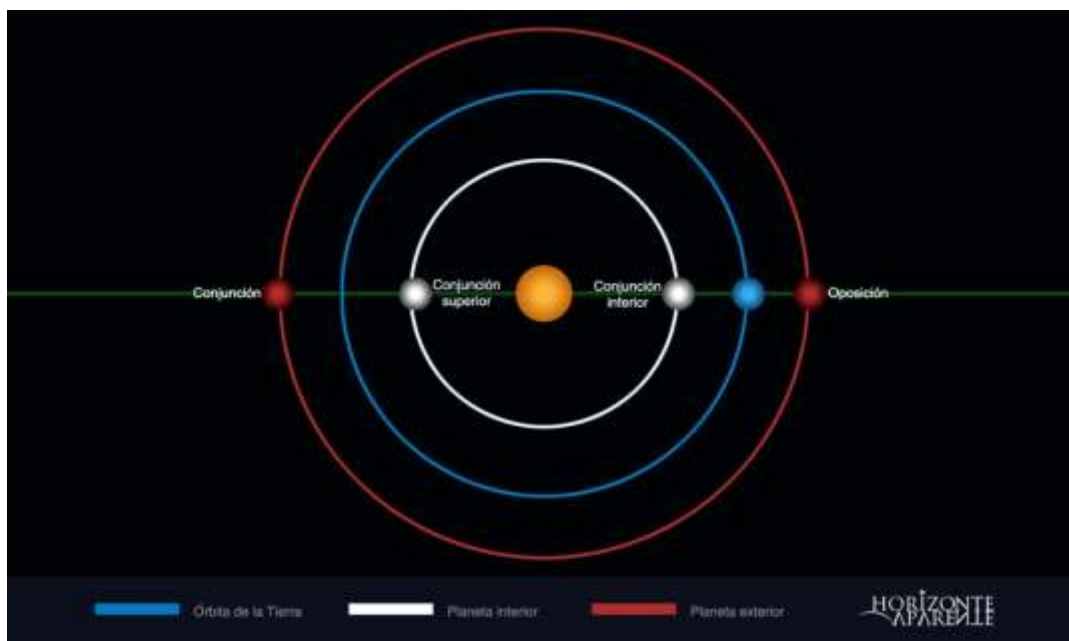 Conjunción
Conjunción
superior
Conjunción
inferior
Oposición
Órbita de la Tierra
Planeta interior
Planeta exterior
HORIZONTE
APARENTE